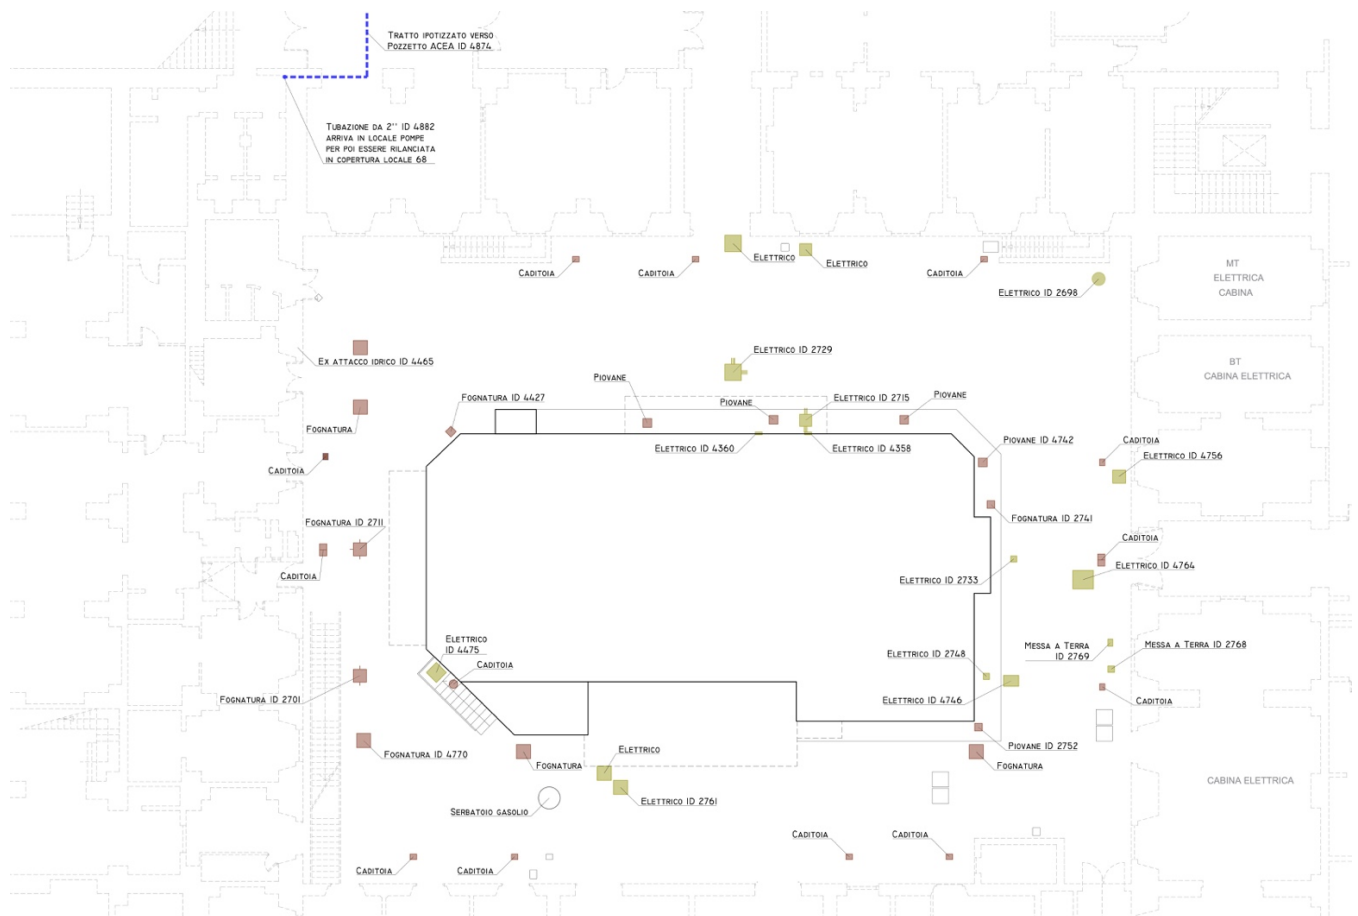 Tratto ipotizzato verso
Pozzetto ACEA ID 4874
Tubazione da 2'' ID 4882
arriva in locale pompe
per poi essere rilanciata
in copertura locale 68
Elettrico
Elettrico
Caditoia
Caditoia
Caditoia
Elettrico ID 2698
MT
ELETTRICA
CABINA
Ex attacco idrico ID 4465
Elettrico ID 2729
BT
CABINA ELETTRICA
Piovane
Fognatura ID 4427
Piovane
Elettrico ID 2715
Piovane
Fognatura
Elettrico ID 4360
Elettrico ID 4358
Piovane ID 4742
Caditoia
Elettrico ID 4756
Caditoia
Fognatura ID 2711
Fognatura ID 2741
Caditoia
Elettrico ID 4764
Caditoia
Elettrico ID 2733
Elettrico
ID 4475
Caditoia
Messa a Terra
ID 2769
Messa a Terra ID 2768
Elettrico ID 2748
Fognatura ID 2701
Elettrico ID 4746
Caditoia
Fognatura ID 4770
Fognatura
Elettrico
Piovane ID 2752
Fognatura
CABINA ELETTRICA
Serbatoio gasolio
Elettrico ID 2761
Caditoia
Caditoia
Caditoia
Caditoia